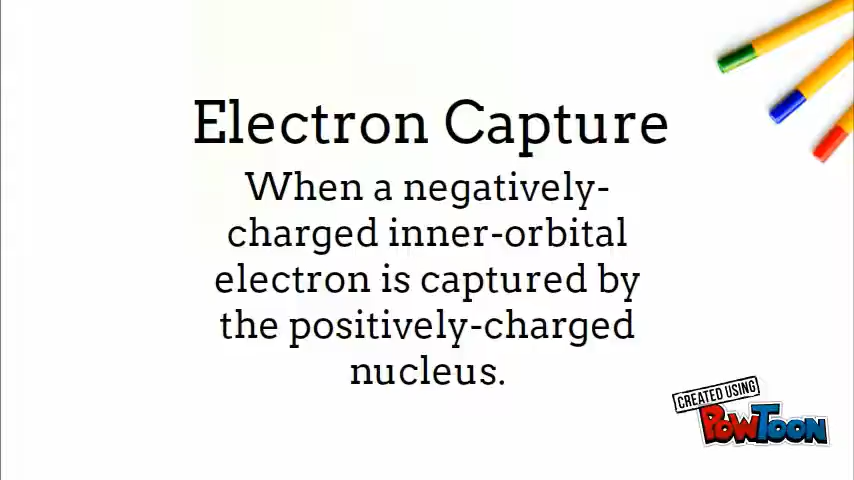 Electron Capture
When a negatively-
charged inner-orbital
electron is captured by
the positively-charged
nucleus.
CREATED USING
POWTOON